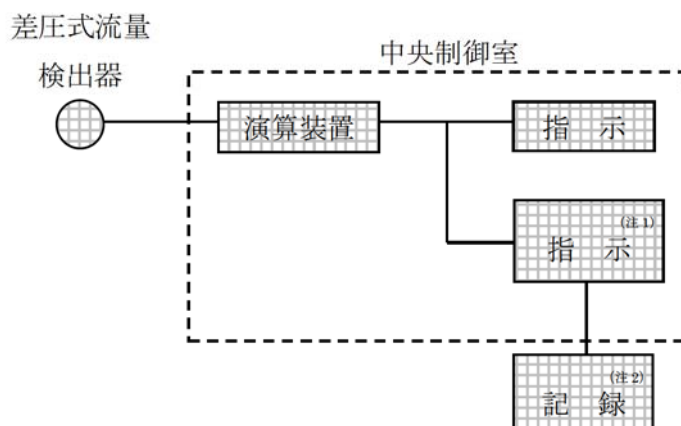 差圧式流量
検出器
中央制御室
演算装置
指 示
(注1)
指 示
(注2)
記 録